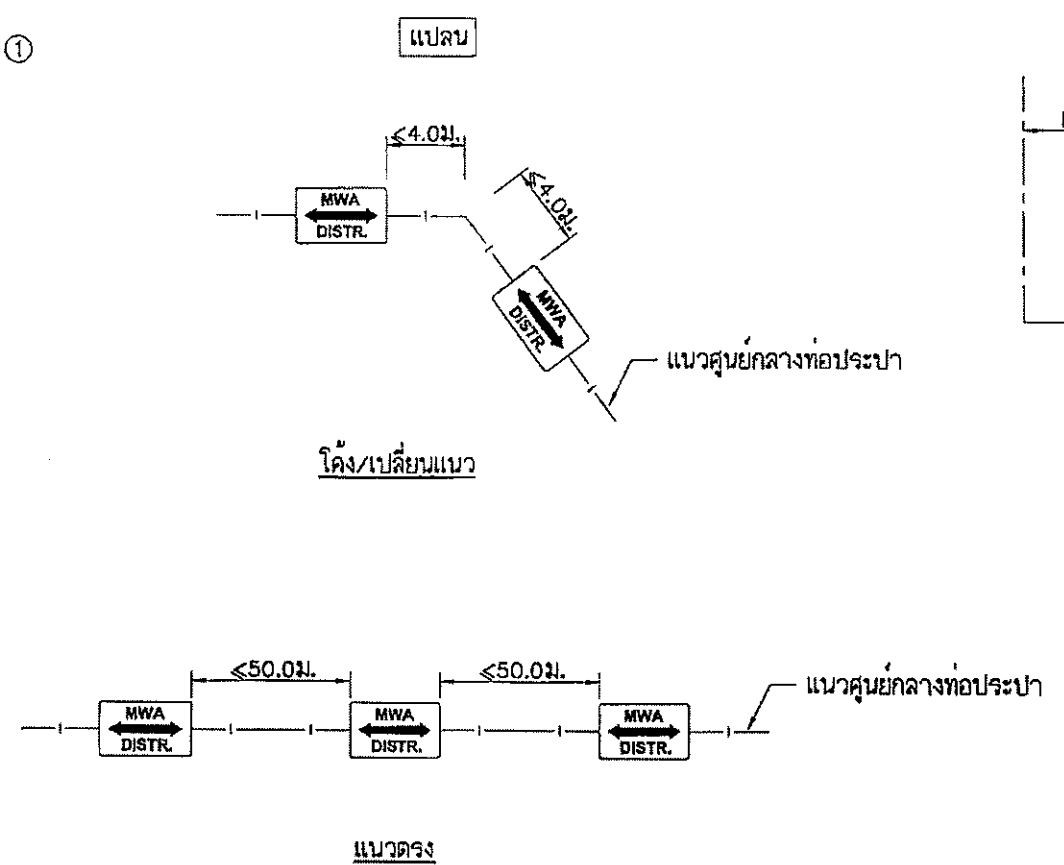 ①
แปลน
≤4.0ม.
≤4.0ม.
MWA
DISTR.
MWA
DISTR.
แนวศูนย์กลางท่อประปา
โค้ง/เปลี่ยนแนว
≤50.0ม.
≤50.0ม.
แนวศูนย์กลางท่อประปา
MWA
DISTR.
MWA
DISTR.
MWA
DISTR.
แนวตรง